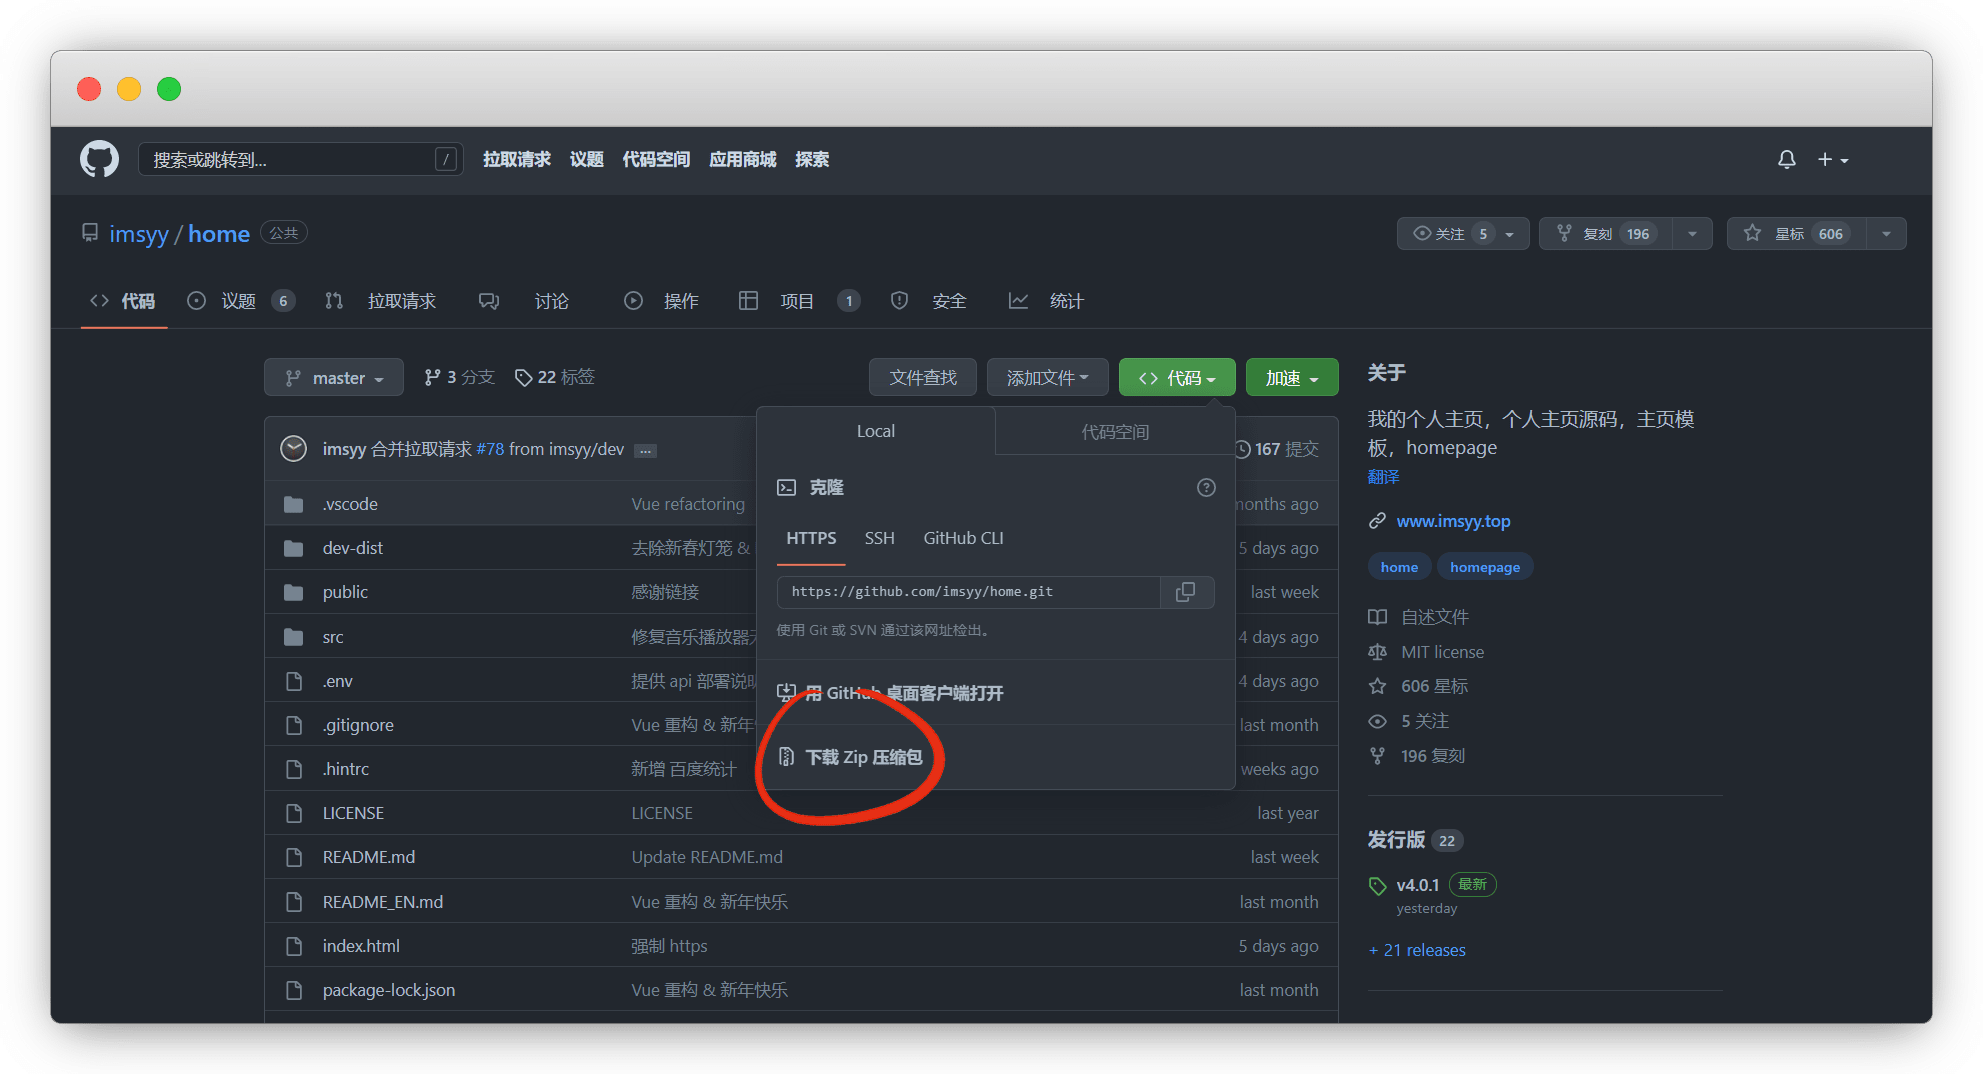 搜索或跳转到... /
拉取请求 议题 代码空间 应用商城 探索
imsyy / home 公共
关注 5
复刻 196
星标 606
代码 议题 6 拉取请求 讨论 操作 项目 1 安全 统计
master 3 分支 22 标签
文件查找 添加文件 代码 加速
imsyy 合并拉取请求 #78 from imsyy/dev ... 167 提交
.vscode Vue refactoring months ago
dev-dist 去除新春灯笼 & 5 days ago
public 感谢链接 last week
src 修复音乐播放器 4 days ago
.env 提供 api 部署说明 4 days ago
.gitignore Vue 重构 & 新年 last month
.hintrc 新增 百度统计 weeks ago
LICENSE LICENSE last year
README.md Update README.md last week
README_EN.md Vue 重构 & 新年快乐 last month
index.html 强制 https 5 days ago
package-lock.json Vue 重构 & 新年快乐 last month
Local 代码空间
克隆
HTTPS SSH GitHub CLI
https://github.com/imsyy/home.git
使用 Git 或 SVN 通过该网址检出。
用 GitHub 桌面客户端打开
下载 Zip 压缩包
关于
我的个人主页，个人主页源码，主页模
板，homepage
翻译
www.imsyy.top
home homepage
自述文件
MIT license
606 星标
5 关注
196 复刻
发行版 22
v4.0.1 最新
yesterday
+ 21 releases